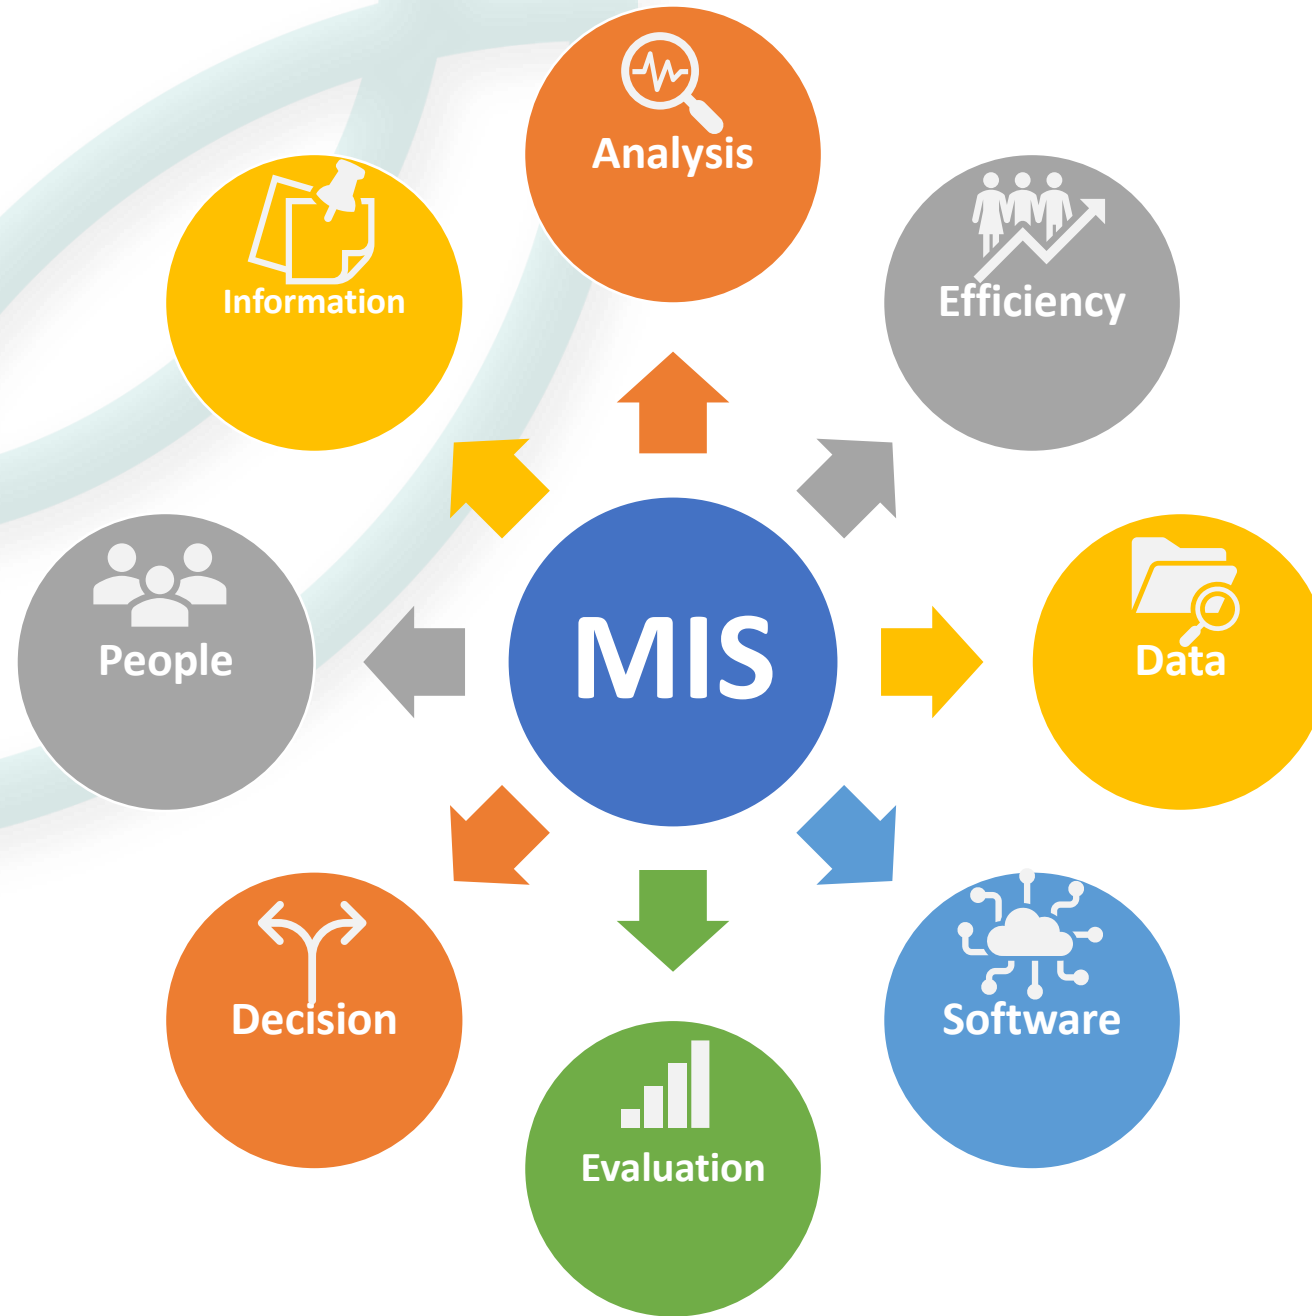 Analysis
Information
Efficiency
MIS
People
Data
Decision
Software
Evaluation